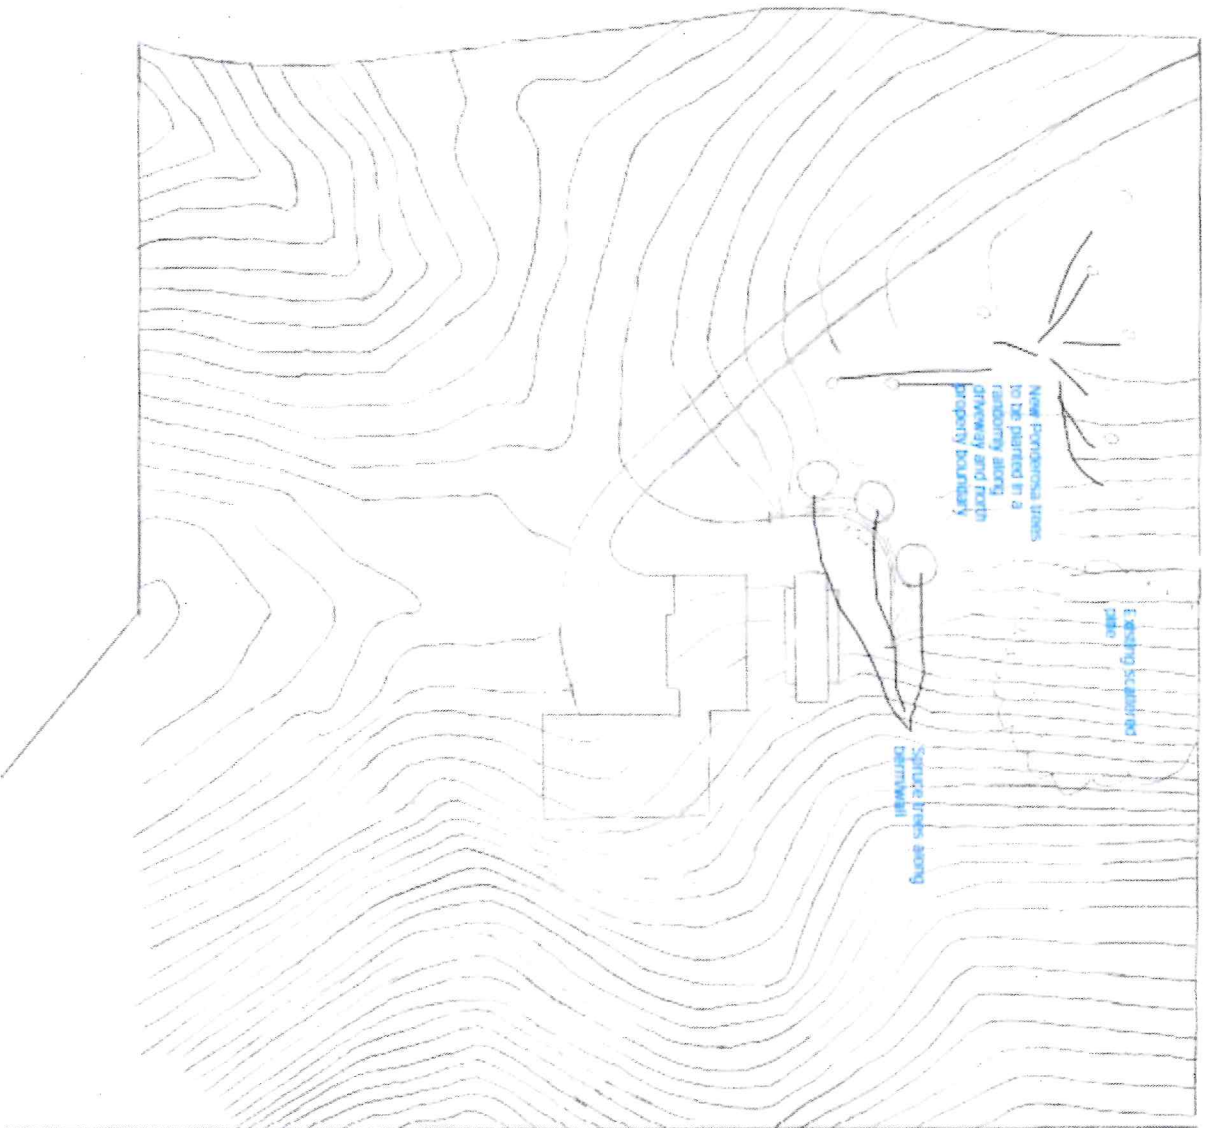 New Ponderosa trees
to be planted in a
randomly along
driveway and north
property boundary
Existing scattered
Spruce trees along
berm/wall